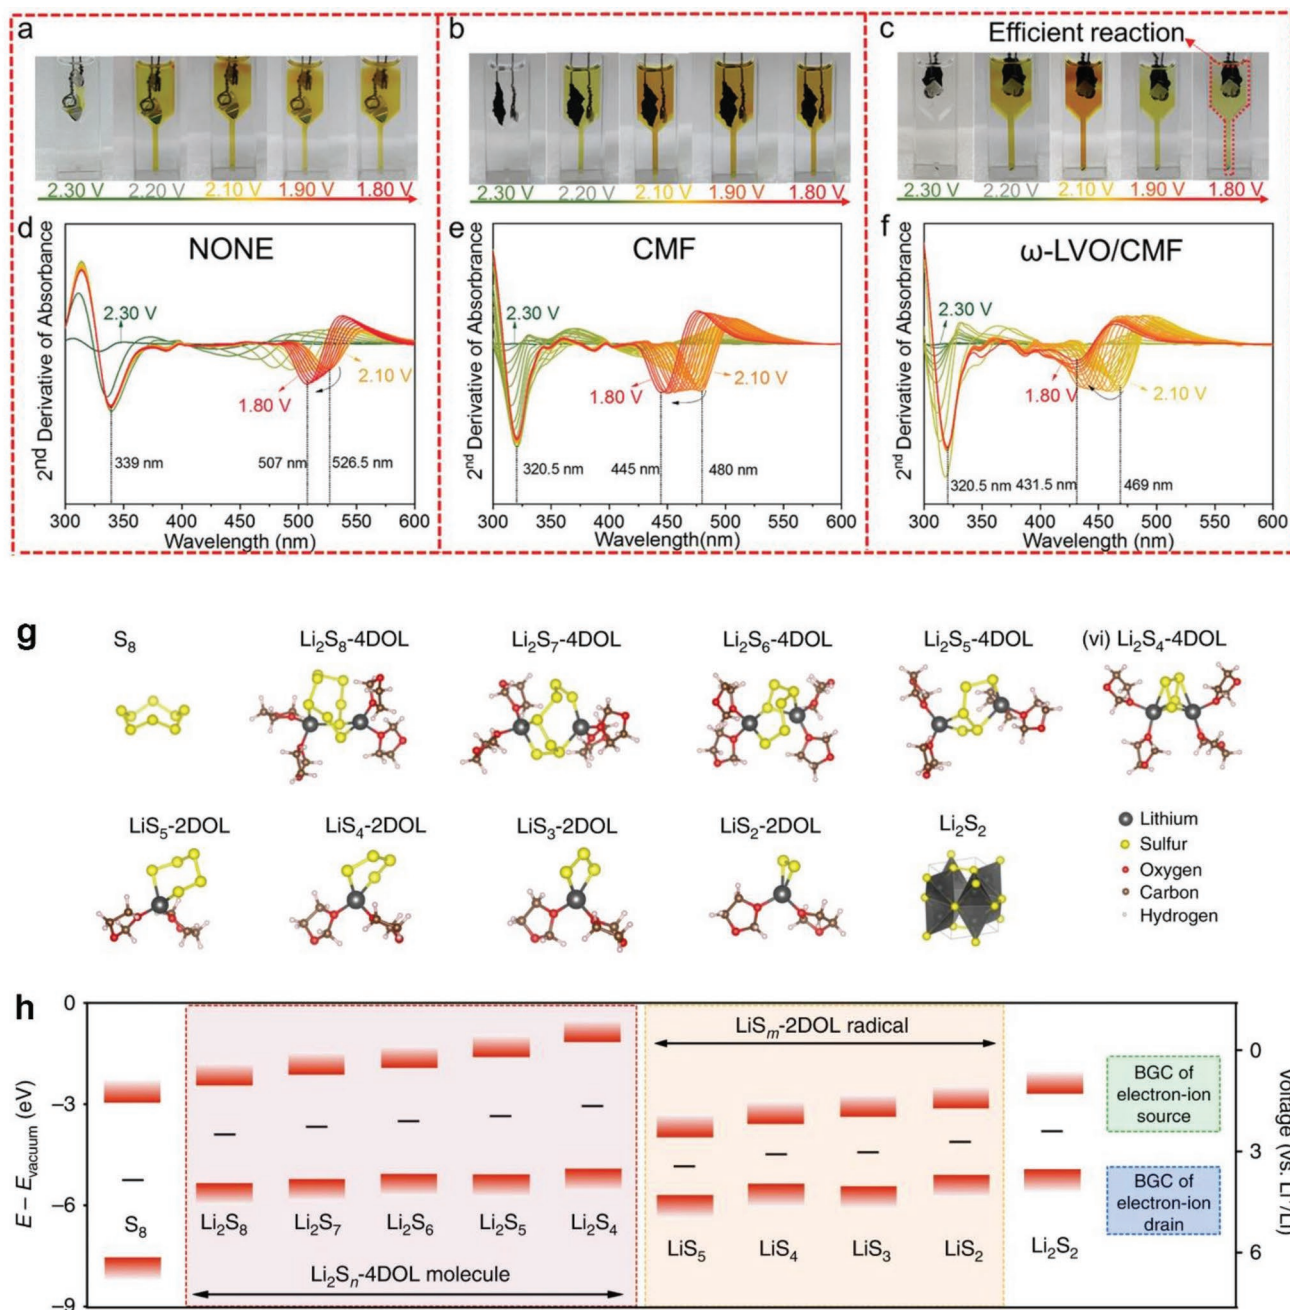 a
2.30 V 2.20 V 2.10 V 1.90 V 1.80 V
b
2.30 V 2.20 V 2.10 V 1.90 V 1.80 V
c
Efficient reaction
2.30 V 2.20 V 2.10 V 1.90 V 1.80 V
d
NONE
2nd Derivative of Absorbance
2.30 V
2.10 V
1.80 V
339 nm
507 nm
526.5 nm
300 350 400 450 500 550 600
Wavelength (nm)
e
CMF
2nd Derivative of Absorbance
2.30 V
2.10 V
1.80 V
320.5 nm
445 nm
480 nm
300 350 400 450 500 550 600
Wavelength(nm)
f
ω-LVO/CMF
2nd Derivative of Absorbrance
2.30 V
2.10 V
1.80 V
320.5 nm
431.5 nm
469 nm
300 350 400 450 500 550 600
Wavelength (nm)
g
S8
Li2S8-4DOL
Li2S7-4DOL
Li2S6-4DOL
Li2S5-4DOL
(vi) Li2S4-4DOL
LiS5-2DOL
LiS4-2DOL
LiS3-2DOL
LiS2-2DOL
Li2S2
Lithium
Sulfur
Oxygen
Carbon
Hydrogen
h
E – Evacuum (eV)
0
–3
–6
–9
S8
Li2S8
Li2S7
Li2S6
Li2S5
Li2S4
Li2Sn-4DOL molecule
LiSm-2DOL radical
LiS5
LiS4
LiS3
LiS2
Li2S2
BGC of
electron-ion
source
BGC of
electron-ion
drain
0
3
6
Voltage (vs. Li+/Li)